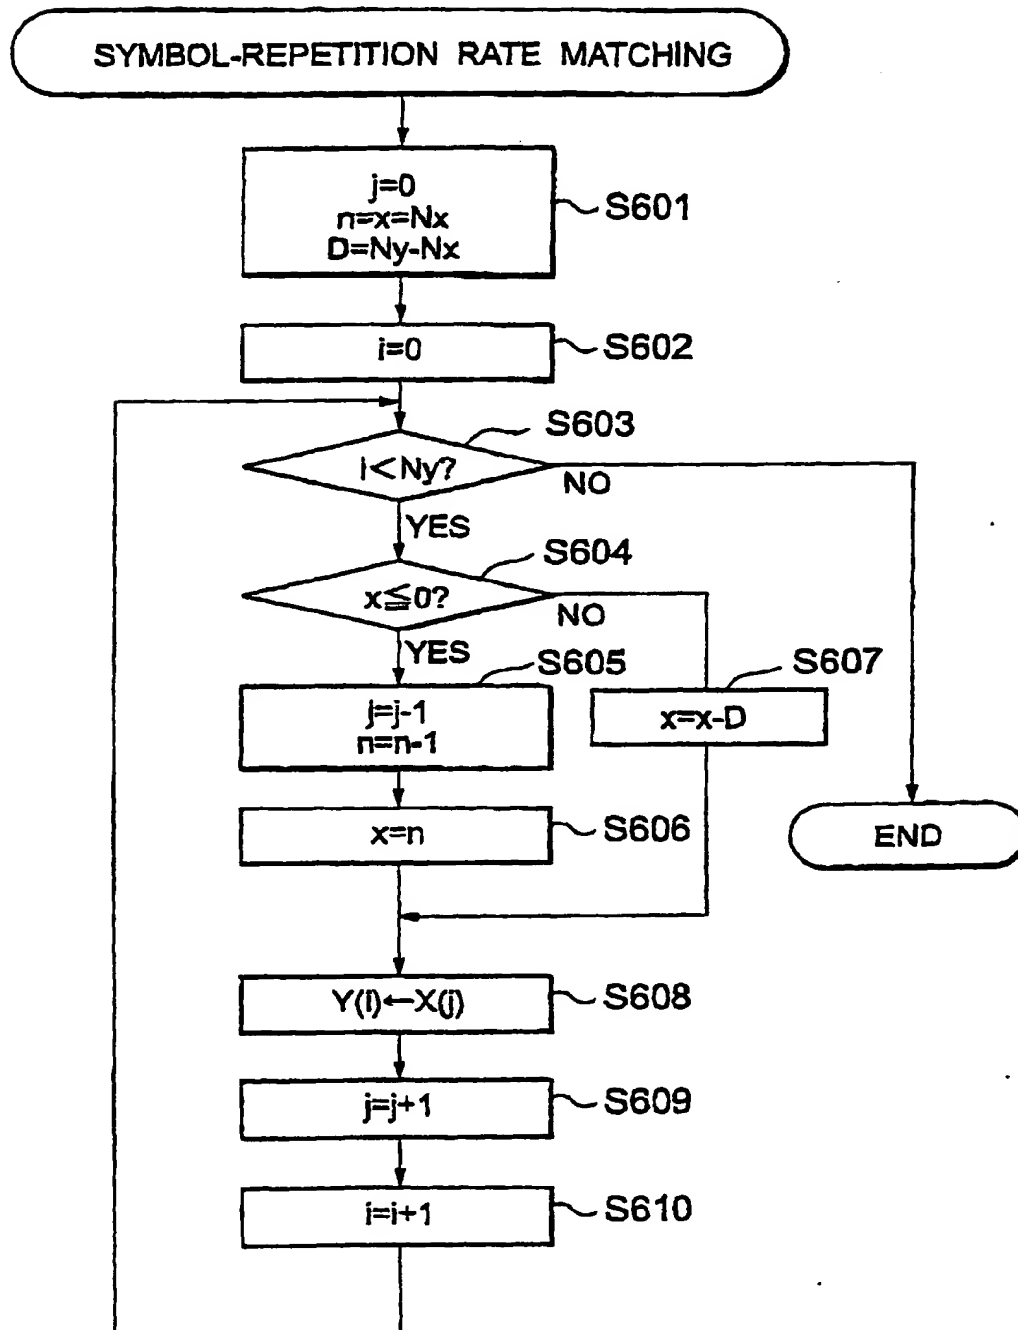 SYMBOL-REPETITION RATE MATCHING
j=0
n=x=Nx
D=Ny-Nx
S601
i=0
S602
S603
i<Ny?
NO
YES
S604
x≦0?
NO
YES
S605
S607
j=j-1
n=n-1
x=x-D
x=n
S606
END
Y(i)←X(j)
S608
j=j+1
S609
i=i+1
S610